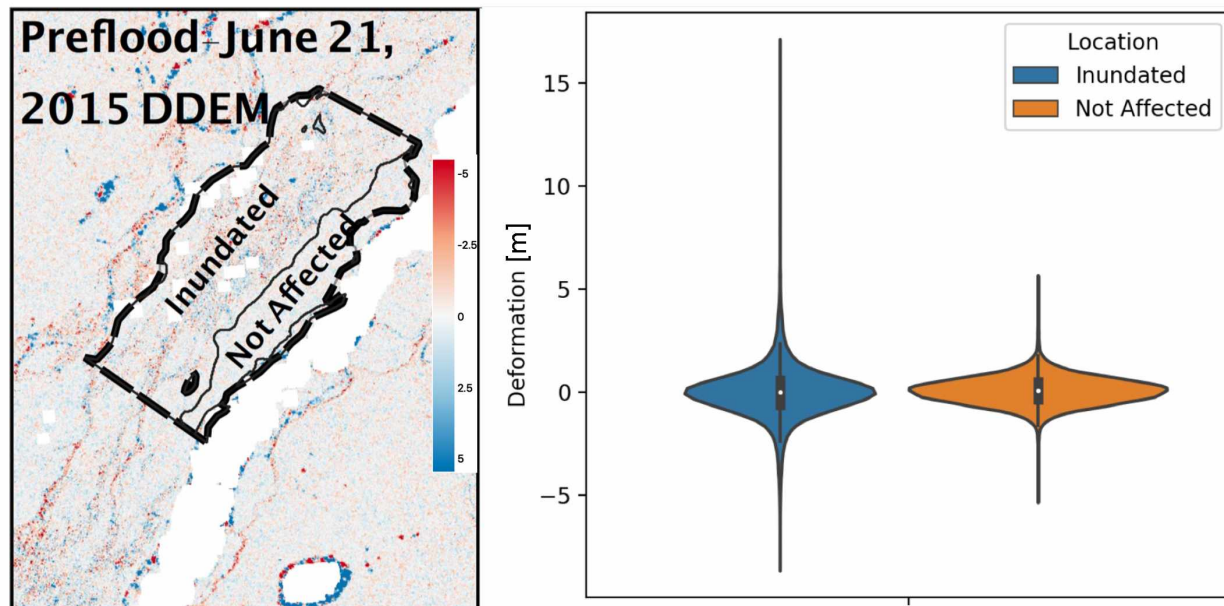 Preflood-June 21,
2015 DDEM
Inundated
Not Affected
-5
-2.5
0
2.5
5
Deformation [m]
15
10
5
0
−5
Location
Inundated
Not Affected